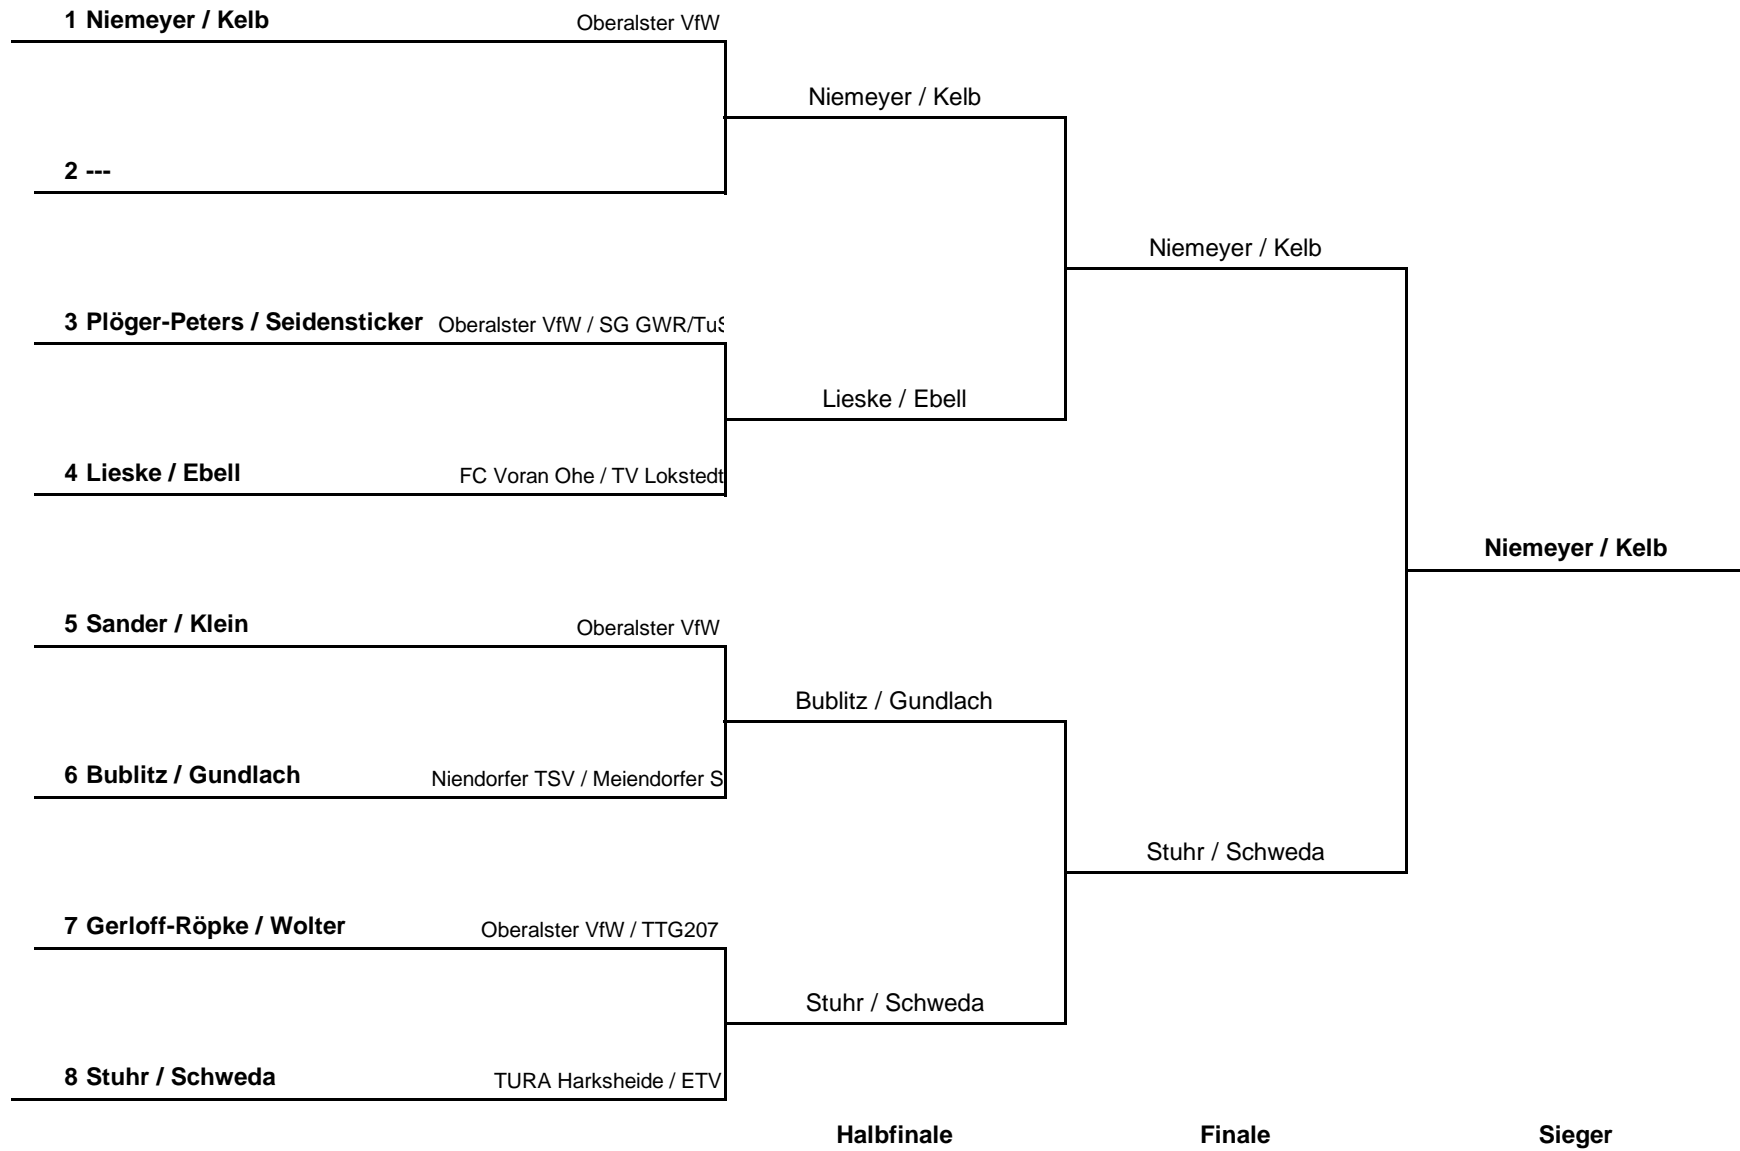 1 Niemeyer / Kelb Oberalster VfW
Niemeyer / Kelb
2 ---
Niemeyer / Kelb
3 Plöger-Peters / Seidensticker Oberalster VfW / SG GWR/TuS
Lieske / Ebell
4 Lieske / Ebell FC Voran Ohe / TV Lokstedt
Niemeyer / Kelb
5 Sander / Klein Oberalster VfW
Bublitz / Gundlach
6 Bublitz / Gundlach Niendorfer TSV / Meiendorfer S
Stuhr / Schweda
7 Gerloff-Röpke / Wolter Oberalster VfW / TTG207
Stuhr / Schweda
8 Stuhr / Schweda TURA Harksheide / ETV
Halbfinale Finale Sieger